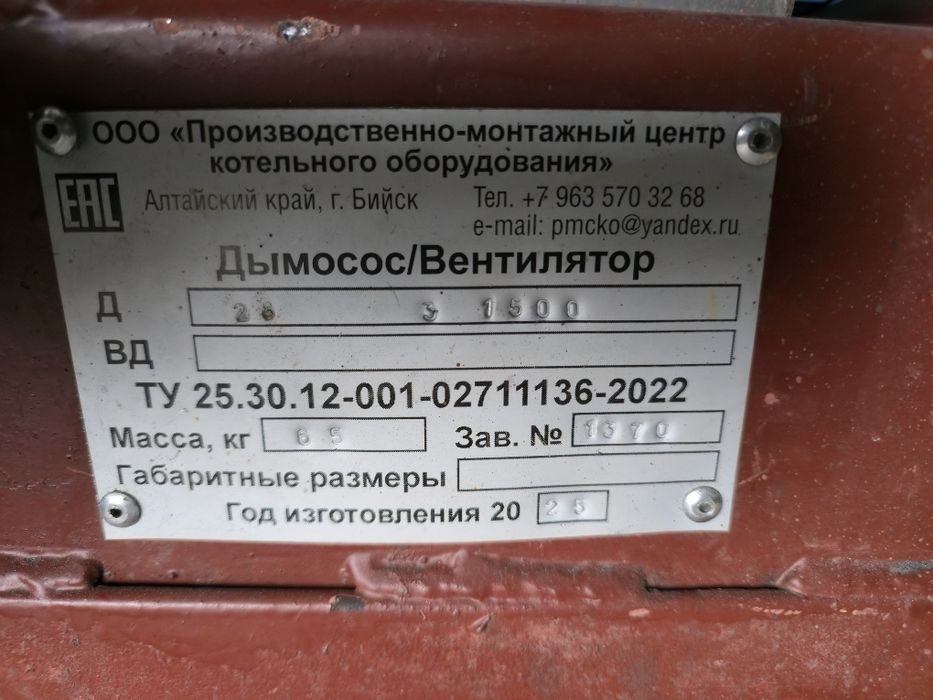 ООО «Производственно-монтажный центр
котельного оборудования»
EAC Алтайский край, г. Бийск Тел. +7 963 570 32 68
e-mail: pmcko@yandex.ru
Дымосос/Вентилятор
Д 26 3 1500
ВД
ТУ 25.30.12-001-02711136-2022
Масса, кг 65 Зав. № 1370
Габаритные размеры
Год изготовления 20 25